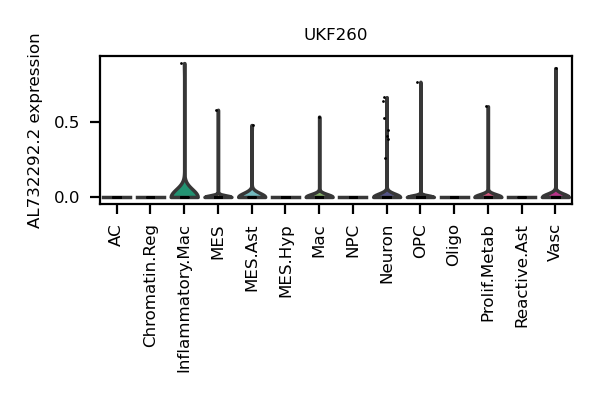 UKF260
AL732292.2 expression
0.5
0.0
AC
Chromatin.Reg
Inflammatory.Mac
MES
MES.Ast
MES.Hyp
Mac
NPC
Neuron
OPC
Oligo
Prolif.Metab
Reactive.Ast
Vasc